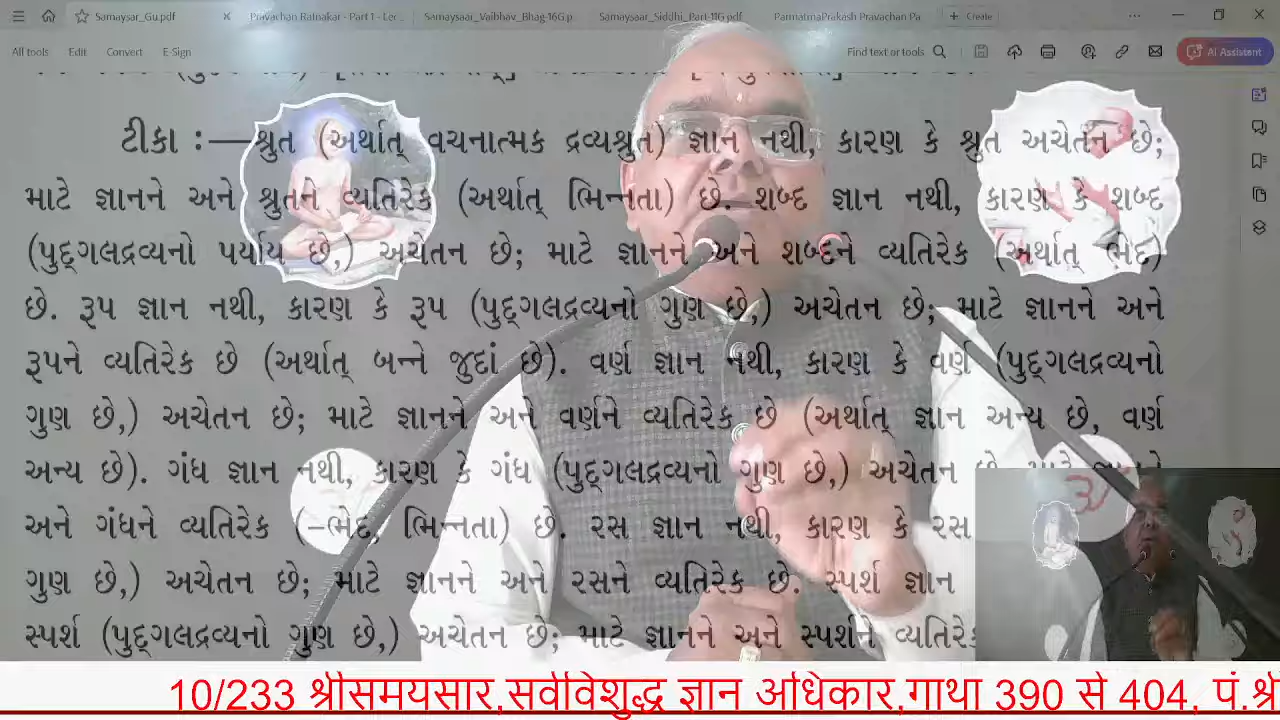 Samaysar_Gu.pdf Pravachan Ratnakar - Part 1 - Ler... Samaysaar_Vaibhav_Bhag-16G.p Samaysaar_Siddhi_Part-11G.pdf ParmatmaPrakash Pravachan Pa + Create
All tools Edit Convert E-Sign Find text or tools AI Assistant
ટીકા :—શ્રુત (અર્થાત્ વચનાત્મક દ્રવ્યશ્રુત) જ્ઞાન નથી, કારણ કે શ્રુત અચેતન છે;
માટે જ્ઞાનને અને શ્રુતને વ્યતિરેક (અર્થાત્ ભિન્નતા) છે. શબ્દ જ્ઞાન નથી, કારણ કે શબ્દ
(પુદ્ગલદ્રવ્યનો પર્યાય છે,) અચેતન છે; માટે જ્ઞાનને અને શબ્દને વ્યતિરેક (અર્થાત્ ભેદ)
છે. રૂપ જ્ઞાન નથી, કારણ કે રૂપ (પુદ્ગલદ્રવ્યનો ગુણ છે,) અચેતન છે; માટે જ્ઞાનને અને
રૂપને વ્યતિરેક છે (અર્થાત્ બન્ને જુદાં છે). વર્ણ જ્ઞાન નથી, કારણ કે વર્ણ (પુદ્ગલદ્રવ્યનો
ગુણ છે,) અચેતન છે; માટે જ્ઞાનને અને વર્ણને વ્યતિરેક છે (અર્થાત્ જ્ઞાન અન્ય છે, વર્ણ
અન્ય છે). ગંધ જ્ઞાન નથી, કારણ કે ગંધ (પુદ્ગલદ્રવ્યનો ગુણ છે,) અચેતન
અને ગંધને વ્યતિરેક (–ભેદ, ભિન્નતા) છે. રસ જ્ઞાન નથી, કારણ કે રસ
ગુણ છે,) અચેતન છે; માટે જ્ઞાનને અને રસને વ્યતિરેક છે. સ્પર્શ જ્ઞાન
સ્પર્શ (પુદ્ગલદ્રવ્યનો ગુણ છે,) અચેતન છે; માટે જ્ઞાનને અને સ્પર્શને
10/233 श्रीसमयसार,सर्वविशुद्ध ज्ञान अधिकार,गाथा 390 से 404, पं.श्री